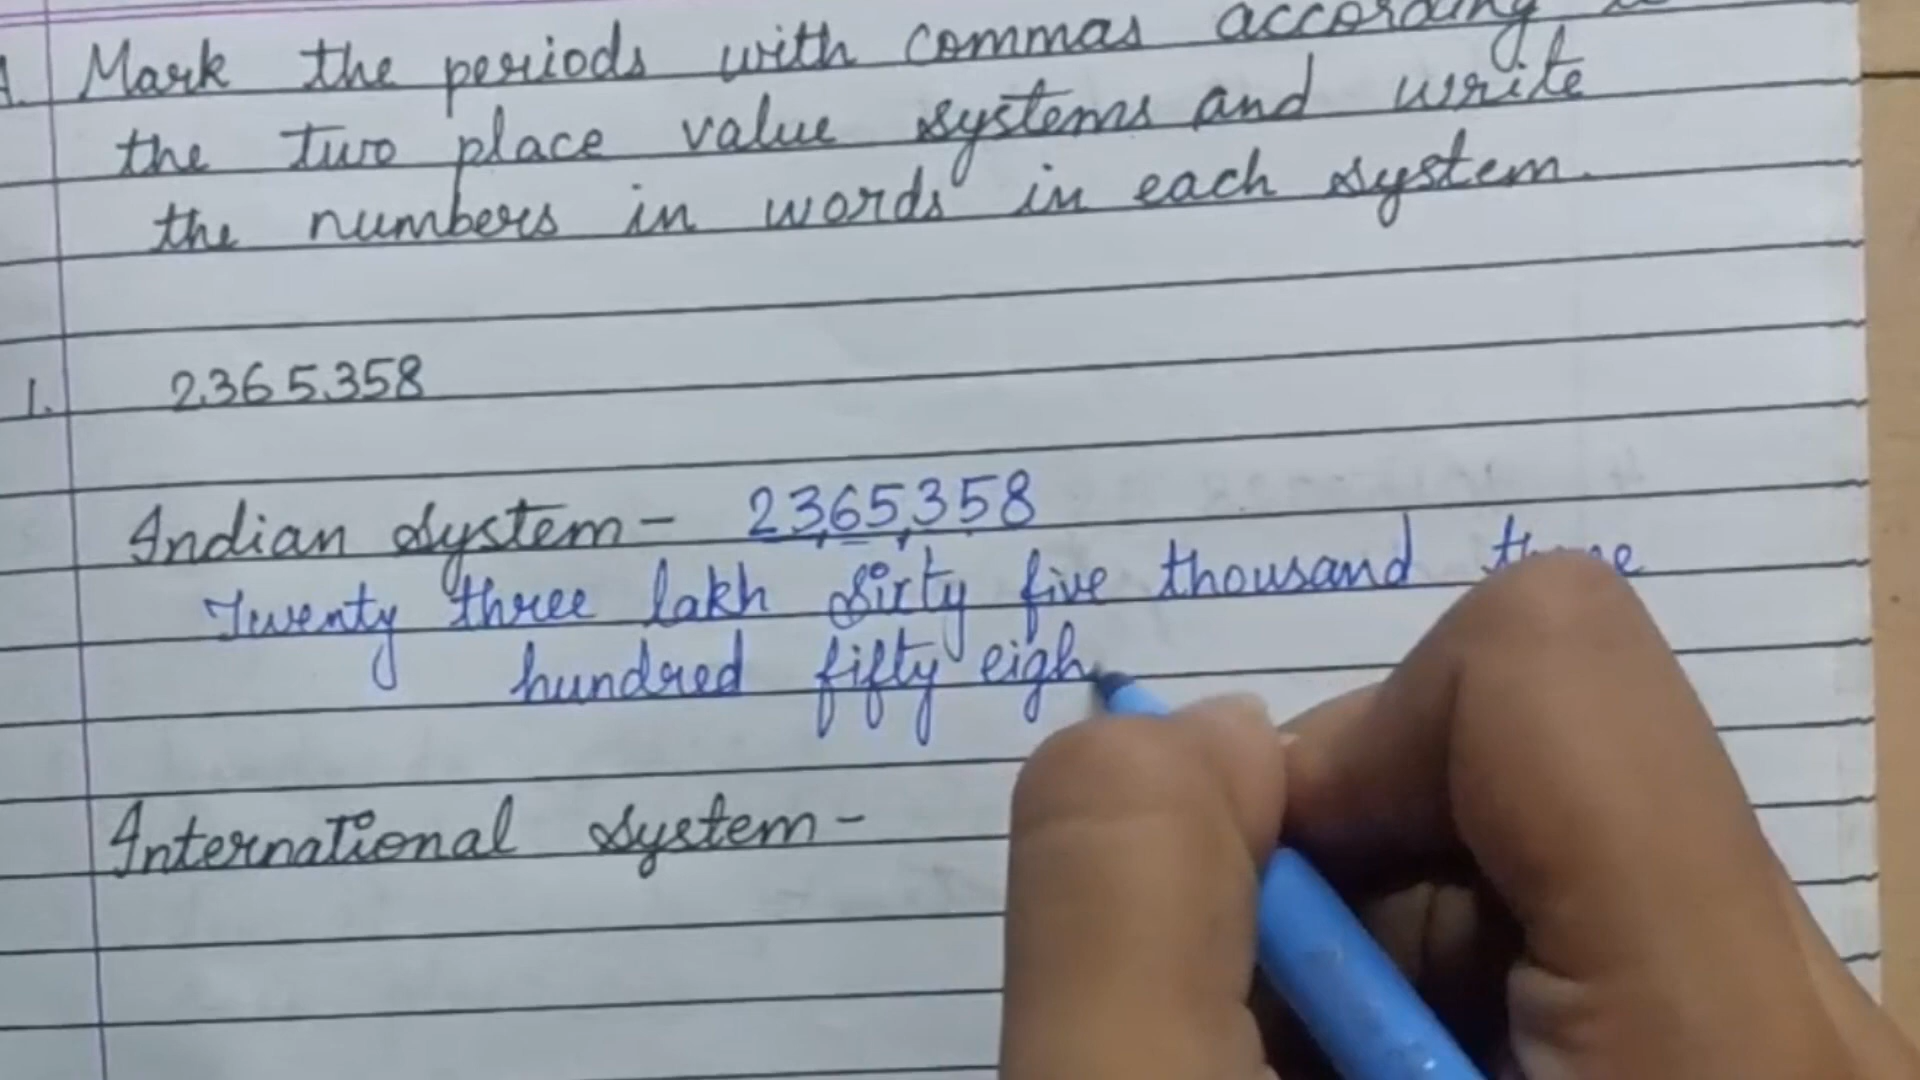 A. Mark the periods with commas according
the two place value systems and write
the numbers in words in each system.
1. 2365358
Indian System - 23,65,358
Twenty three lakh Sixty five thousand
hundred fifty eigh
International System -